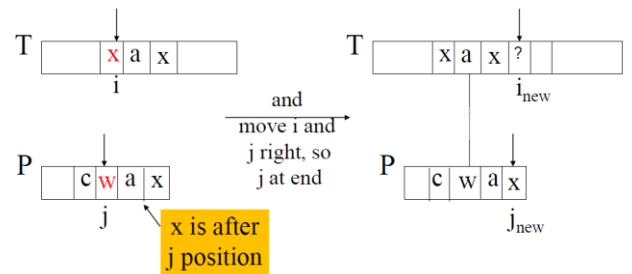 T
x a x
i
P
c w a x
j
x is after
j position
and
move i and
j right, so
j at end
T
x a x ?
i new
P
c w a x
j new